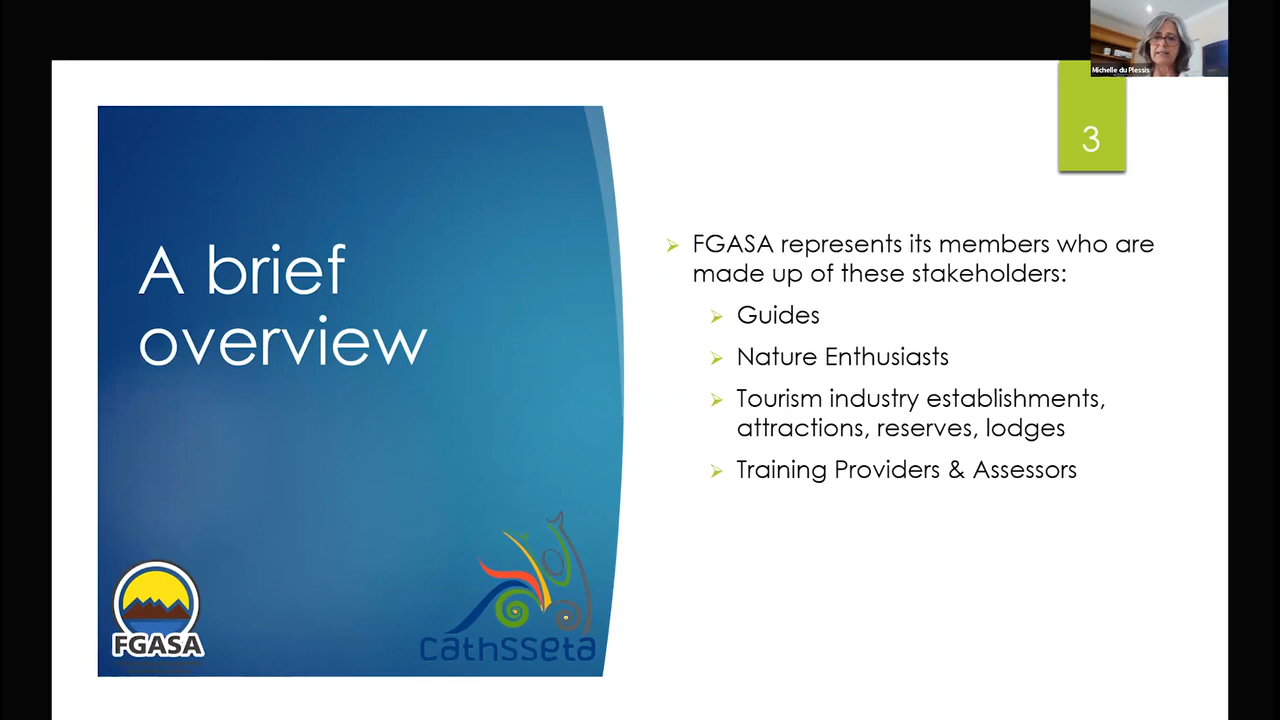 Michelle du Plessis
3
A brief
overview
FGASA represents its members who are
made up of these stakeholders:
Guides
Nature Enthusiasts
Tourism industry establishments,
attractions, reserves, lodges
Training Providers & Assessors
FGASA
cathsseta